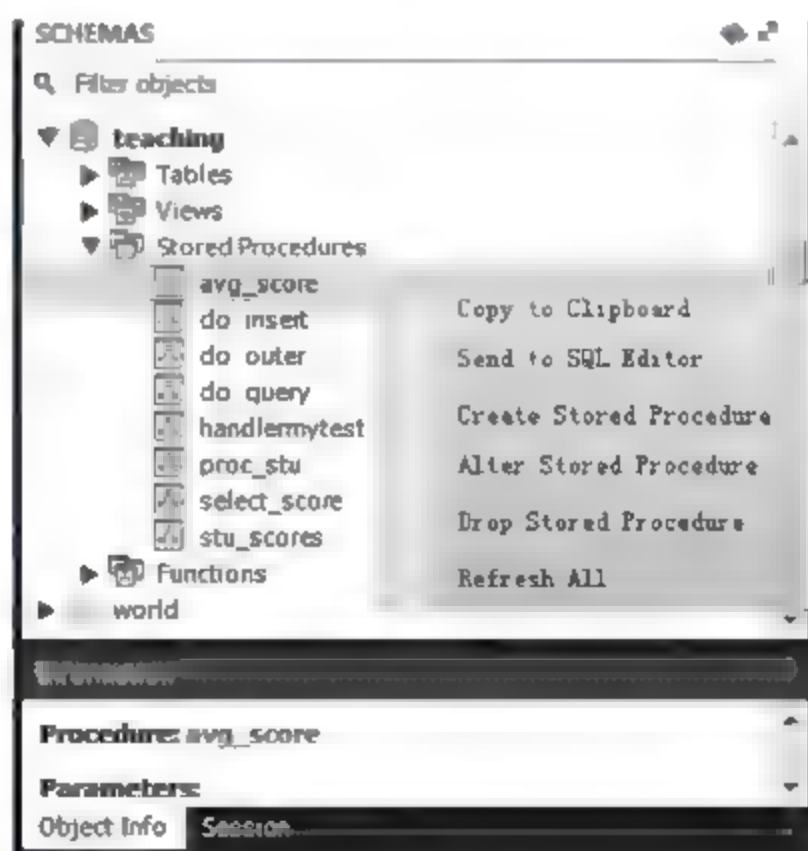 SCHEMAS
Filter objects
teaching
Tables
Views
Stored Procedures
avg_score
do insert
do outer
do query
handlermytest
proc_stu
select_score
stu_scores
Functions
world
Copy to Clipboard
Send to SQL Editor
Create Stored Procedure
Alter Stored Procedure
Drop Stored Procedure
Refresh All
Procedure: avg_score
Parameters:
Object Info Session